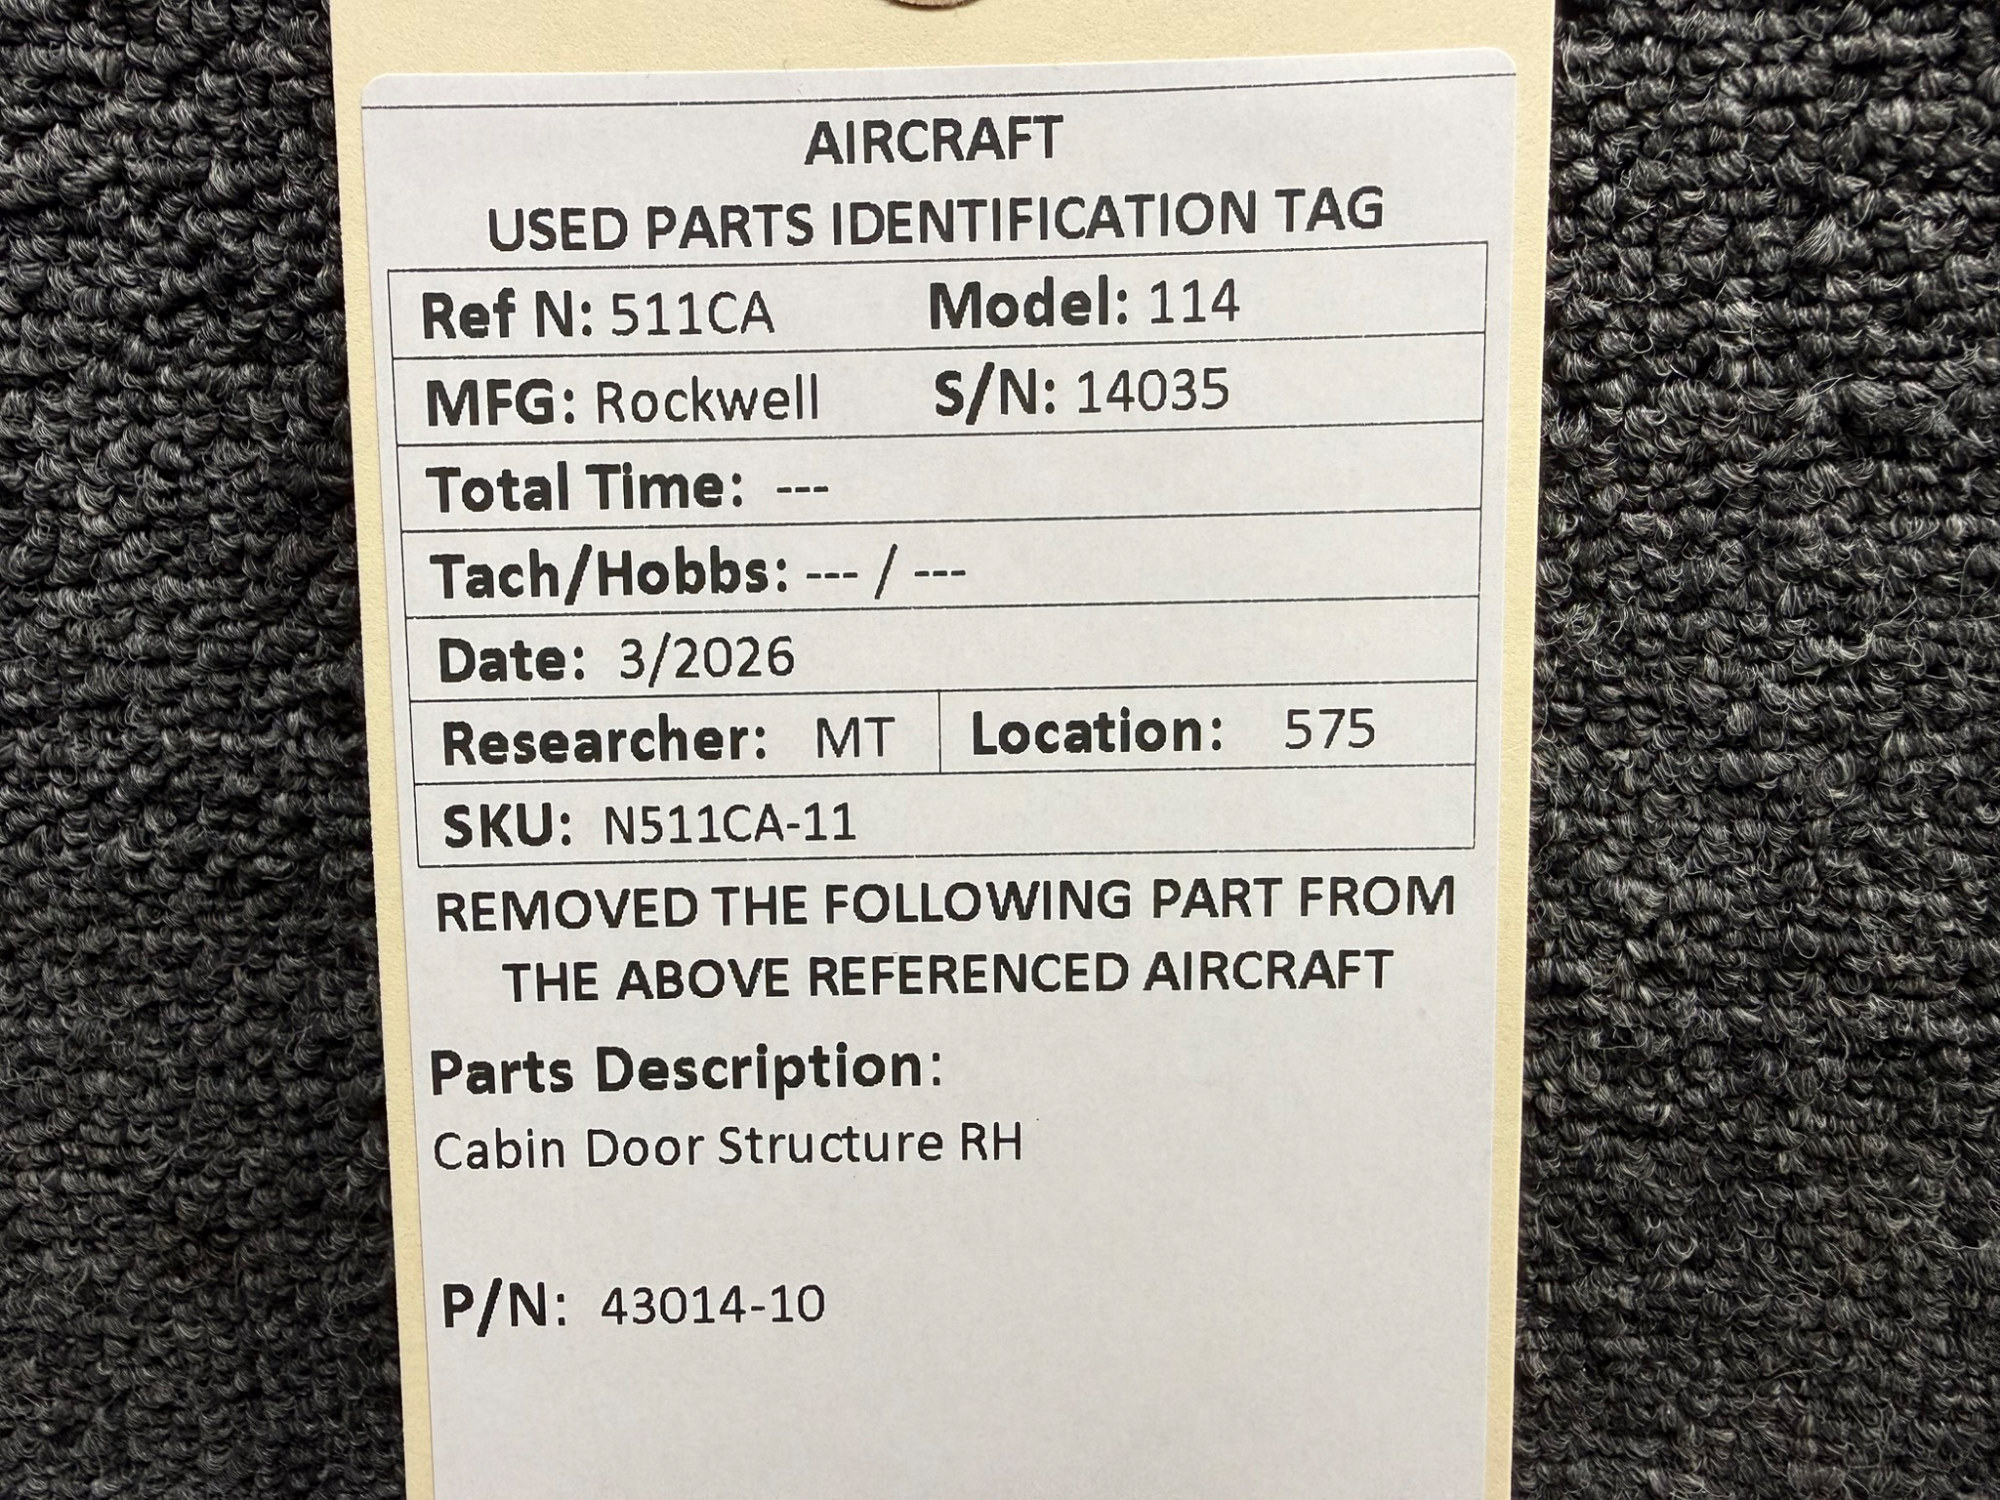 AIRCRAFT
USED PARTS IDENTIFICATION TAG
Ref N: 511CA Model: 114
MFG: Rockwell S/N: 14035
Total Time: ---
Tach/Hobbs: --- / ---
Date: 3/2026
Researcher: MT Location: 575
SKU: N511CA-11
REMOVED THE FOLLOWING PART FROM
THE ABOVE REFERENCED AIRCRAFT
Parts Description:
Cabin Door Structure RH
P/N: 43014-10